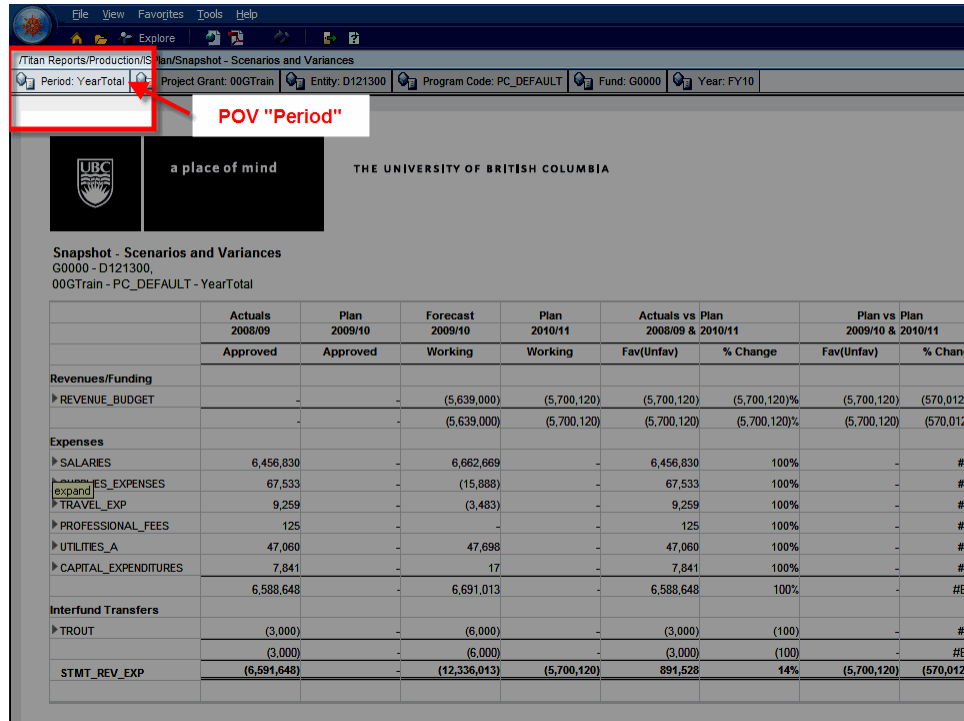 File View Favorites Tools Help
Explore
/Titan Reports/Production/ISPlan/Snapshot - Scenarios and Variances
Period: YearTotal Project Grant: 00GTrain Entity: D121300 Program Code: PC_DEFAULT Fund: G0000 Year: FY10
POV "Period"
UBC a place of mind THE UNIVERSITY OF BRITISH COLUMBIA
Snapshot - Scenarios and Variances
G0000 - D121300,
00GTrain - PC_DEFAULT - YearTotal
Actuals Plan Forecast Plan Actuals vs Plan Plan vs Plan
2008/09 2009/10 2009/10 2010/11 2008/09 & 2010/11 2009/10 & 2010/11
Approved Approved Working Working Fav(Unfav) % Change Fav(Unfav) % Chan
Revenues/Funding
REVENUE_BUDGET - - (5,639,000) (5,700,120) (5,700,120) (5,700,120)% (5,700,120) (570,012
- - (5,639,000) (5,700,120) (5,700,120) (5,700,120)% (5,700,120) (570,012
Expenses
SALARIES 6,456,830 - 6,662,669 - 6,456,830 100% - #
ES_EXPENSES 67,533 - (15,888) - 67,533 100% - #
expand
TRAVEL_EXP 9,259 - (3,483) - 9,259 100% - #
PROFESSIONAL_FEES 125 - - - 125 100% - #
UTILITIES_A 47,060 - 47,698 - 47,060 100% - #
CAPITAL_EXPENDITURES 7,841 - 17 - 7,841 100% - #
6,588,648 - 6,691,013 - 6,588,648 100% - #E
Interfund Transfers
TROUT (3,000) - (6,000) - (3,000) (100) - #
(3,000) - (6,000) - (3,000) (100) - #E
STMT_REV_EXP (6,591,648) - (12,336,013) (5,700,120) 891,528 14% (5,700,120) (570,012